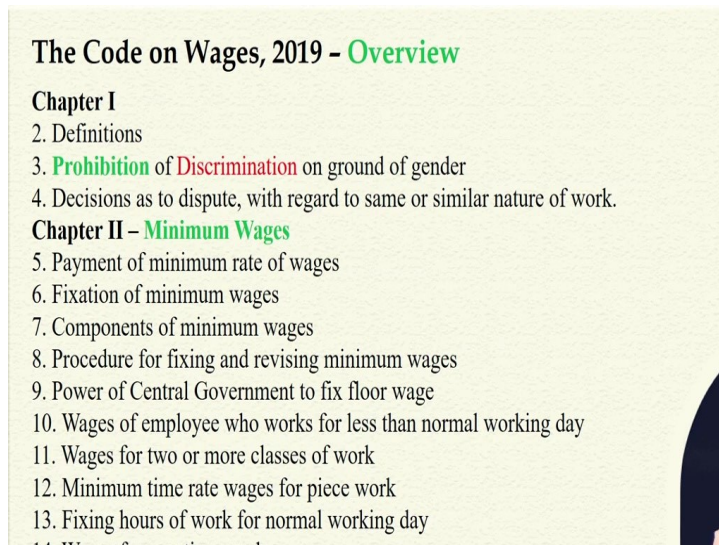 The Code on Wages, 2019 – Overview
Chapter I
2. Definitions
3. Prohibition of Discrimination on ground of gender
4. Decisions as to dispute, with regard to same or similar nature of work.
Chapter II – Minimum Wages
5. Payment of minimum rate of wages
6. Fixation of minimum wages
7. Components of minimum wages
8. Procedure for fixing and revising minimum wages
9. Power of Central Government to fix floor wage
10. Wages of employee who works for less than normal working day
11. Wages for two or more classes of work
12. Minimum time rate wages for piece work
13. Fixing hours of work for normal working day